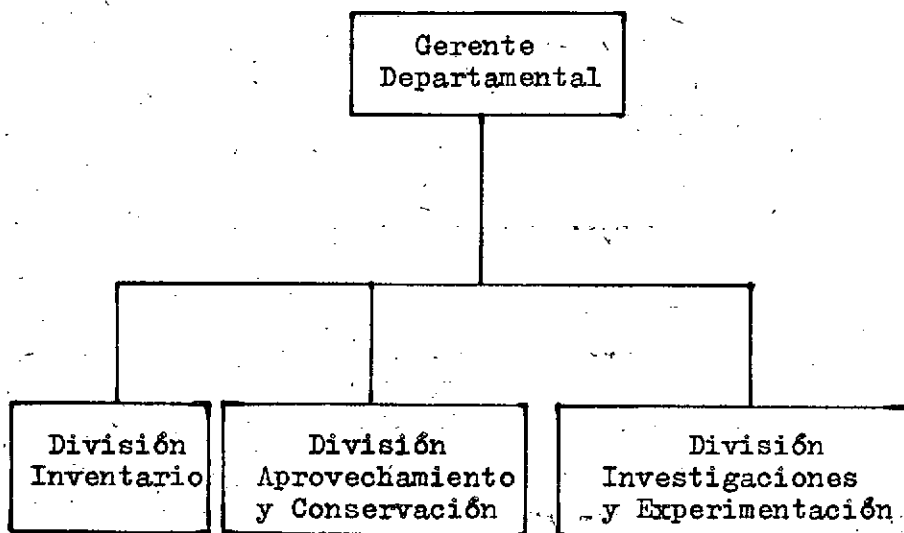 Gerente
Departamental
División
Inventario
División
Aprovechamiento
y Conservación
División
Investigaciones
y Experimentación